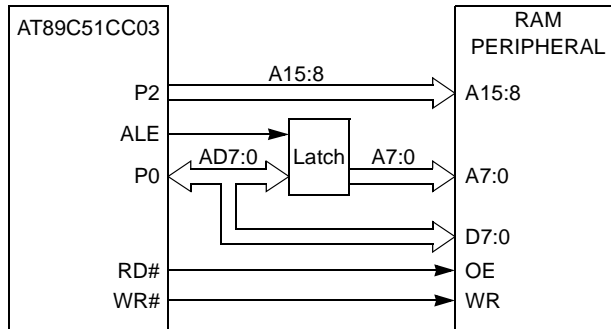 AT89C51CC03
RAM
PERIPHERAL
P2
A15:8
A15:8
ALE
Latch
P0
AD7:0
A7:0
A7:0
D7:0
RD#
OE
WR#
WR